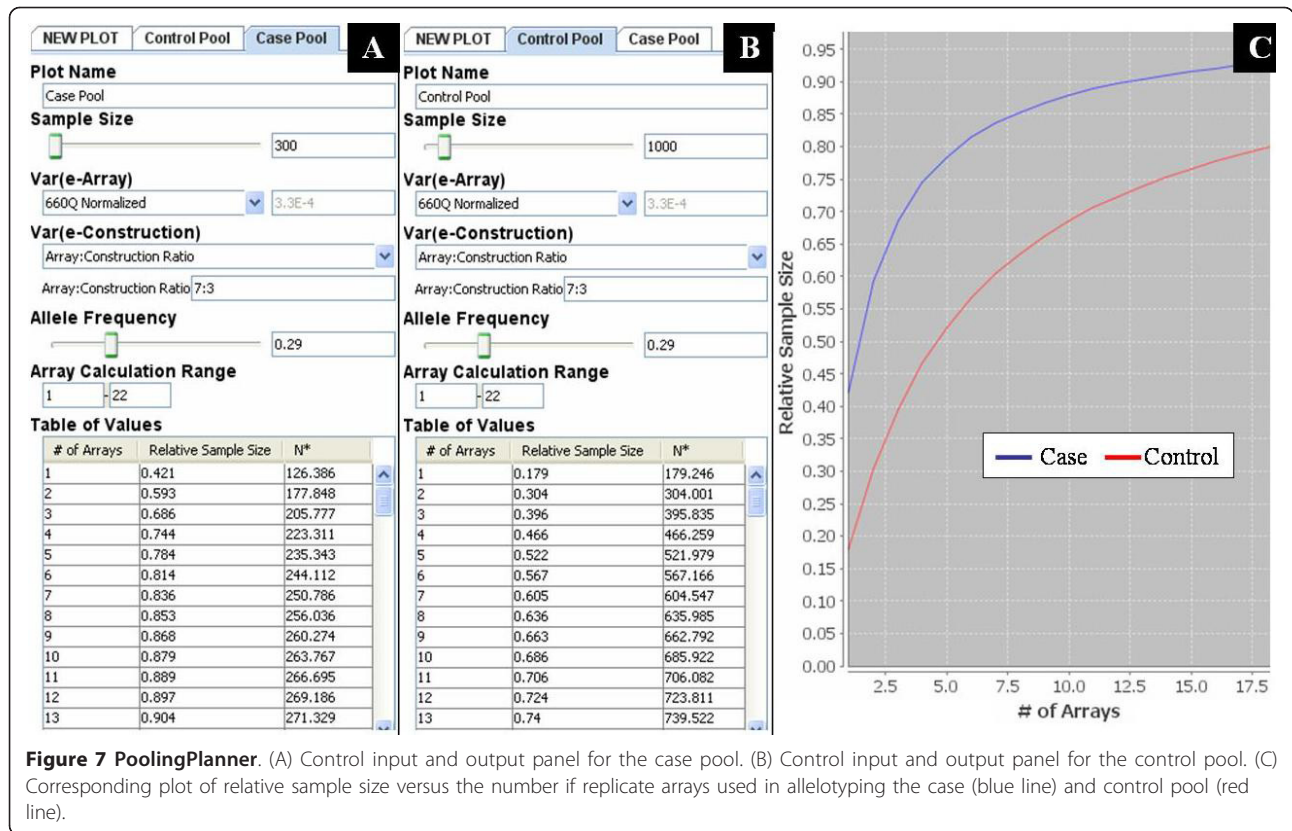 NEW PLOT Control Pool Case Pool A
Plot Name
Case Pool
Sample Size
300
Var(e-Array)
660Q Normalized 3.3E-4
Var(e-Construction)
Array:Construction Ratio
Array:Construction Ratio 7:3
Allele Frequency
0.29
Array Calculation Range
1 - 22
Table of Values
# of Arrays Relative Sample Size N*
1 0.421 126.386
2 0.593 177.848
3 0.686 205.777
4 0.744 223.311
5 0.784 235.343
6 0.814 244.112
7 0.836 250.786
8 0.853 256.036
9 0.868 260.274
10 0.879 263.767
11 0.889 266.695
12 0.897 269.186
13 0.904 271.329
NEW PLOT Control Pool Case Pool B
Plot Name
Control Pool
Sample Size
1000
Var(e-Array)
660Q Normalized 3.3E-4
Var(e-Construction)
Array:Construction Ratio
Array:Construction Ratio 7:3
Allele Frequency
0.29
Array Calculation Range
1 - 22
Table of Values
# of Arrays Relative Sample Size N*
1 0.179 179.246
2 0.304 304.001
3 0.396 395.835
4 0.466 466.259
5 0.522 521.979
6 0.567 567.166
7 0.605 604.547
8 0.636 635.985
9 0.663 662.792
10 0.686 685.922
11 0.706 706.082
12 0.724 723.811
13 0.74 739.522
C
0.95
0.90
0.85
0.80
0.75
0.70
0.65
0.60
0.55
0.50
0.45
0.40
0.35
0.30
0.25
0.20
0.15
0.10
0.05
0.00
Relative Sample Size
Case Control
2.5 5.0 7.5 10.0 12.5 15.0 17.5
# of Arrays
Figure 7 PoolingPlanner. (A) Control input and output panel for the case pool. (B) Control input and output panel for the control pool. (C)
Corresponding plot of relative sample size versus the number if replicate arrays used in allelotyping the case (blue line) and control pool (red
line).